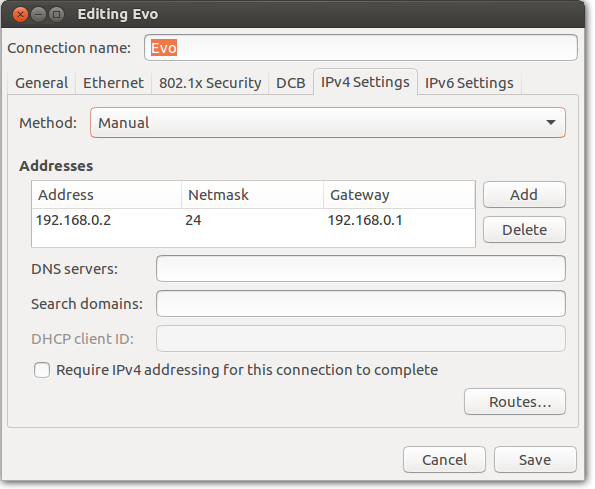 Editing Evo
Connection name: Evo
General Ethernet 802.1x Security DCB IPv4 Settings IPv6 Settings
Method: Manual
Addresses
Address Netmask Gateway
192.168.0.2 24 192.168.0.1
Add
Delete
DNS servers:
Search domains:
DHCP client ID:
Require IPv4 addressing for this connection to complete
Routes...
Cancel Save